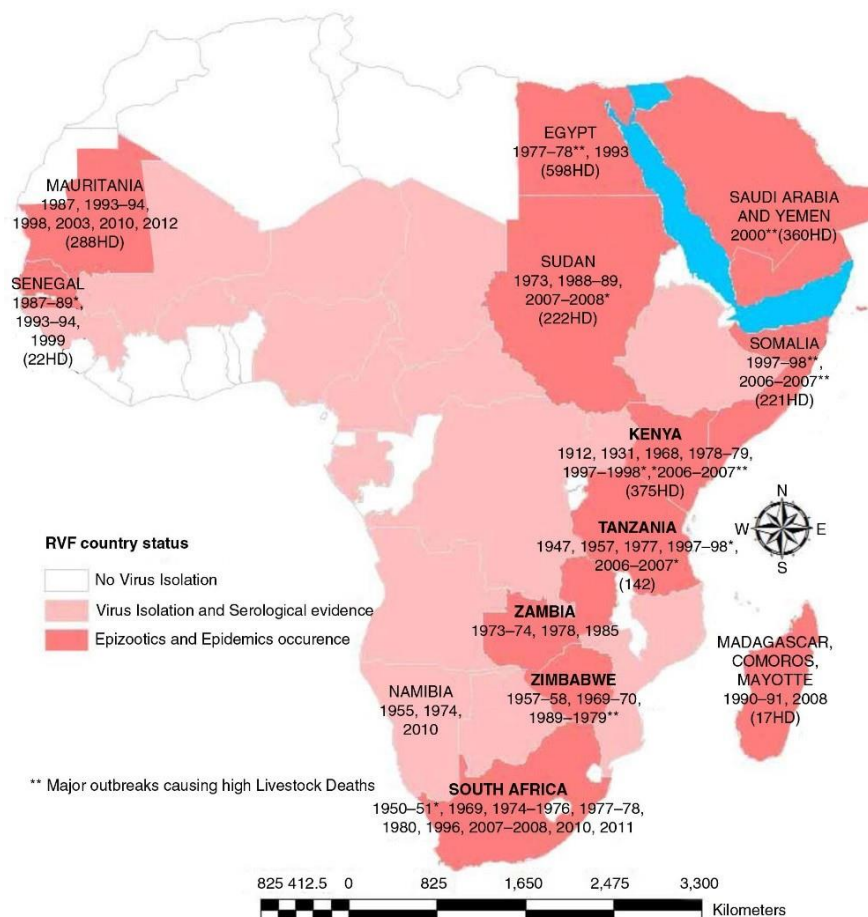 EGYPT
1977–78**, 1993
(598HD)
MAURITANIA
1987, 1993–94,
1998, 2003, 2010, 2012
(288HD)
SAUDI ARABIA
AND YEMEN
2000**(360HD)
SUDAN
1973, 1988–89,
2007–2008*
(222HD)
SENEGAL
1987–89*,
1993–94,
1999
(22HD)
SOMALIA
1997–98**,
2006–2007**
(221HD)
KENYA
1912, 1931, 1968, 1978–79,
1997–1998*,*2006–2007**
(375HD)
N
W E
S
TANZANIA
1947, 1957, 1977, 1997–98*,
2006–2007*
(142)
RVF country status
No Virus Isolation
Virus Isolation and Serological evidence
Epizootics and Epidemics occurence
ZAMBIA
1973–74, 1978, 1985
MADAGASCAR,
COMOROS,
MAYOTTE
1990–91, 2008
(17HD)
ZIMBABWE
1957–58, 1969–70,
1989–1979**
NAMIBIA
1955, 1974,
2010
** Major outbreaks causing high Livestock Deaths
SOUTH AFRICA
1950–51*, 1969, 1974–1976, 1977–78,
1980, 1996, 2007–2008, 2010, 2011
825 412.5 0 825 1,650 2,475 3,300
Kilometers